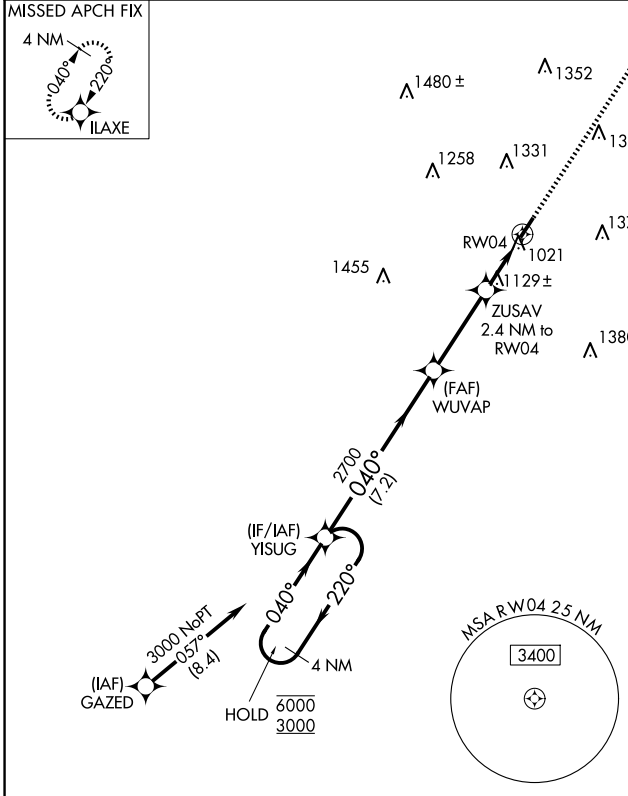 MISSED APCH FIX
4 NM
040°
220°
ILAXE
1480 ±
1352
1258
1331
RW04
1021
1455
1129 ±
ZUSAV
2.4 NM to
RW04
(FAF)
WUVAP
2700
040°
(7.2)
(IF/IAF)
YISUG
040°
220°
3000 NoPT
057°
(8.4)
4 NM
(IAF)
GAZED
HOLD
6000
3000
MSA RW04 25 NM
3400